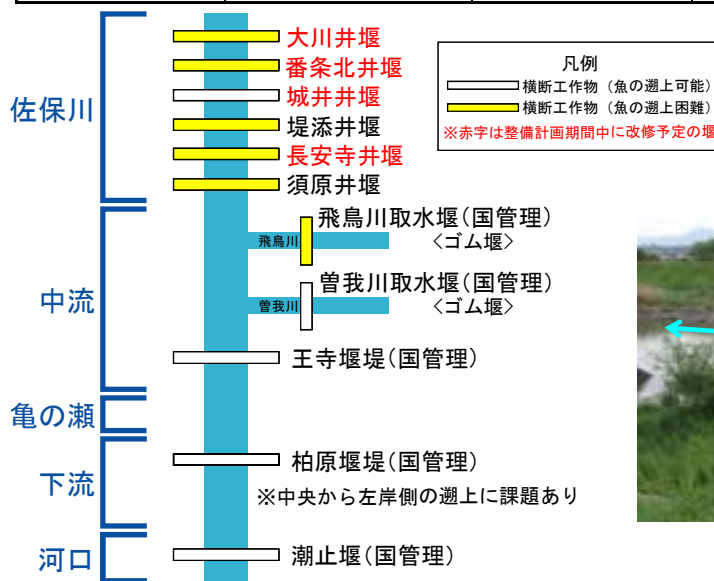 大川井堰
番条北井堰
城井井堰
堤添井堰
長安寺井堰
須原井堰
佐保川
凡例
横断工作物（魚の遡上可能）
横断工作物（魚の遡上困難）
※赤字は整備計画期間中に改修予定の堰
飛鳥川取水堰（国管理）
＜ゴム堰＞
飛鳥川
曽我川取水堰（国管理）
＜ゴム堰＞
曽我川
中流
王寺堰堤（国管理）
亀の瀬
柏原堰堤（国管理）
※中央から左岸側の遡上に課題あり
下流
河口
潮止堰（国管理）